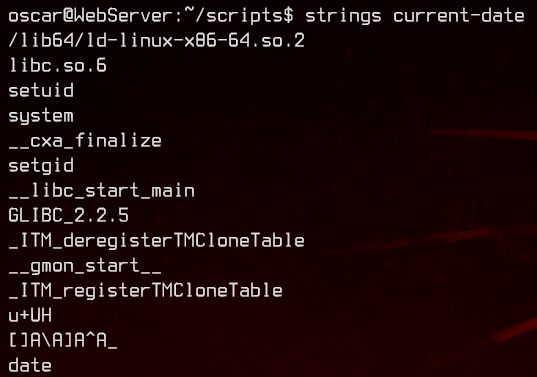 oscar@WebServer:~/scripts$ strings current-date
/lib64/ld-linux-x86-64.so.2
libc.so.6
setuid
system
__cxa_finalize
setgid
__libc_start_main
GLIBC_2.2.5
_ITM_deregisterTMCloneTable
__gmon_start__
_ITM_registerTMCloneTable
u+UH
[]A\A]A^A_
date